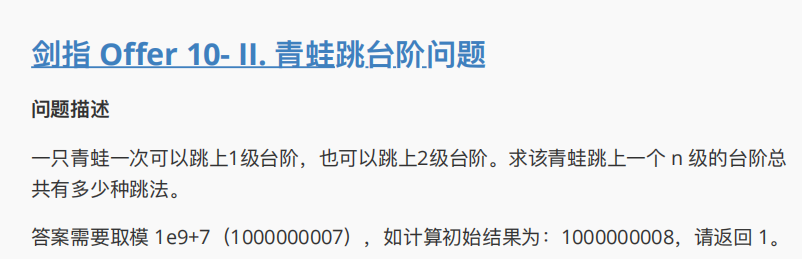 剑指 Offer 10- II. 青蛙跳台阶问题
问题描述
一只青蛙一次可以跳上1级台阶，也可以跳上2级台阶。求该青蛙跳上一个 n 级的台阶总
共有多少种跳法。
答案需要取模 1e9+7（1000000007），如计算初始结果为：1000000008，请返回 1。